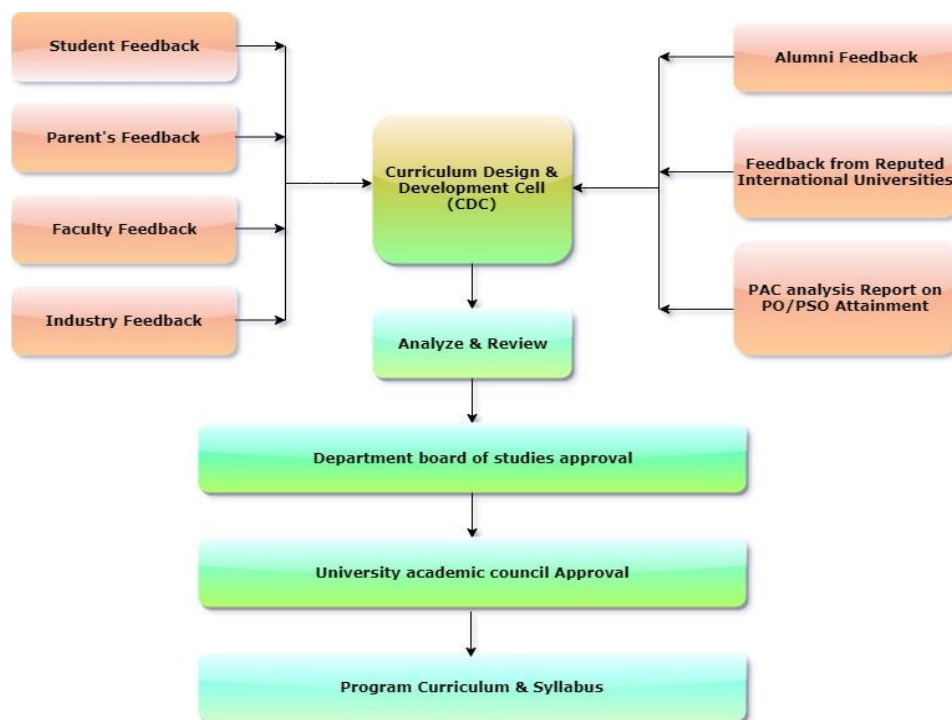 Student Feedback
Parent's Feedback
Faculty Feedback
Industry Feedback
Curriculum Design &
Development Cell
(CDC)
Alumni Feedback
Feedback from Reputed
International Universities
PAC analysis Report on
PO/PSO Attainment
Analyze & Review
Department board of studies approval
University academic council Approval
Program Curriculum & Syllabus